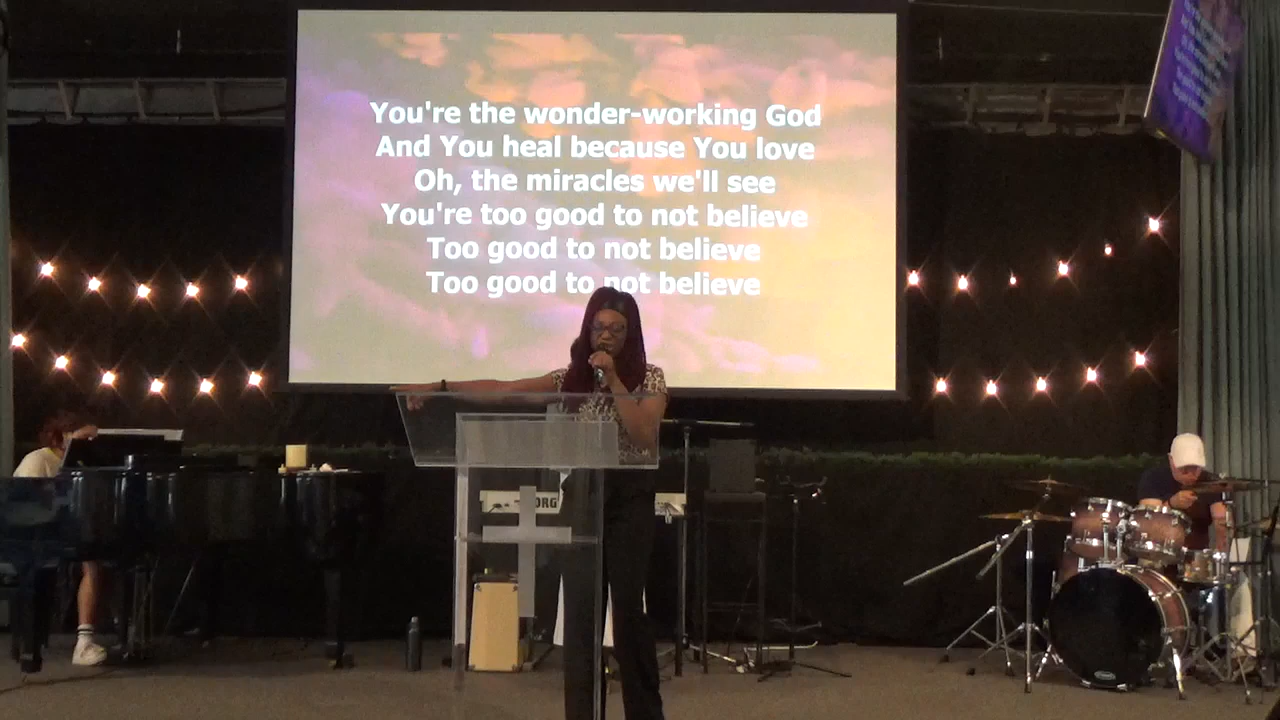 You're the wonder-working God
And You heal because You love
Oh, the miracles we'll see
You're too good to not believe
Too good to not believe
Too good to not believe
ORG